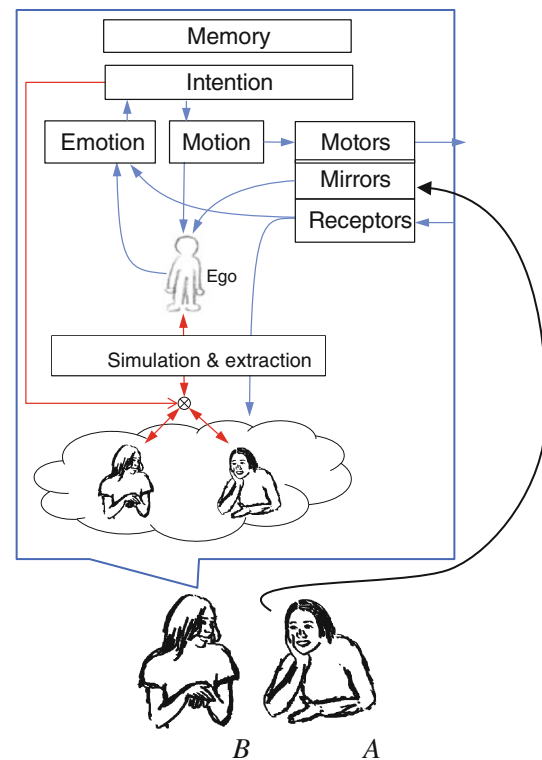 Memory
Intention
Emotion Motion Motors
Mirrors
Receptors
Ego
Simulation & extraction
B A